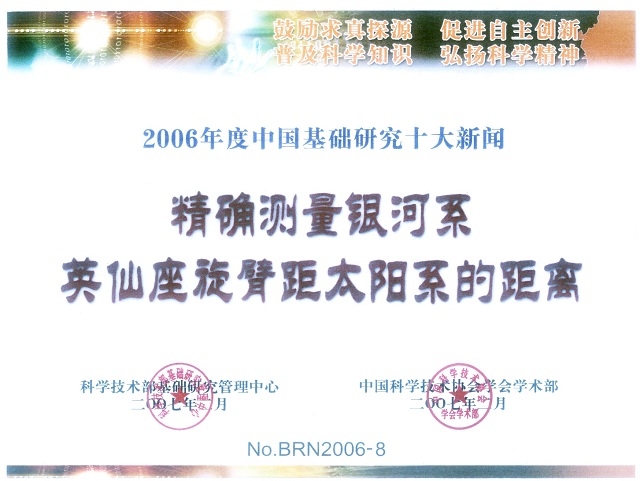 鼓励求真探源 促进自主创新
普及科学知识 弘扬科学精神
2006年度中国基础研究十大新闻
精确测量银河系
英仙座旋臂距太阳系的距离
科学技术部基础研究管理中心 中国科学技术协会学会学术部
二〇〇七年 月 二〇〇七年 月
学会学术部
No.BRN2006-8